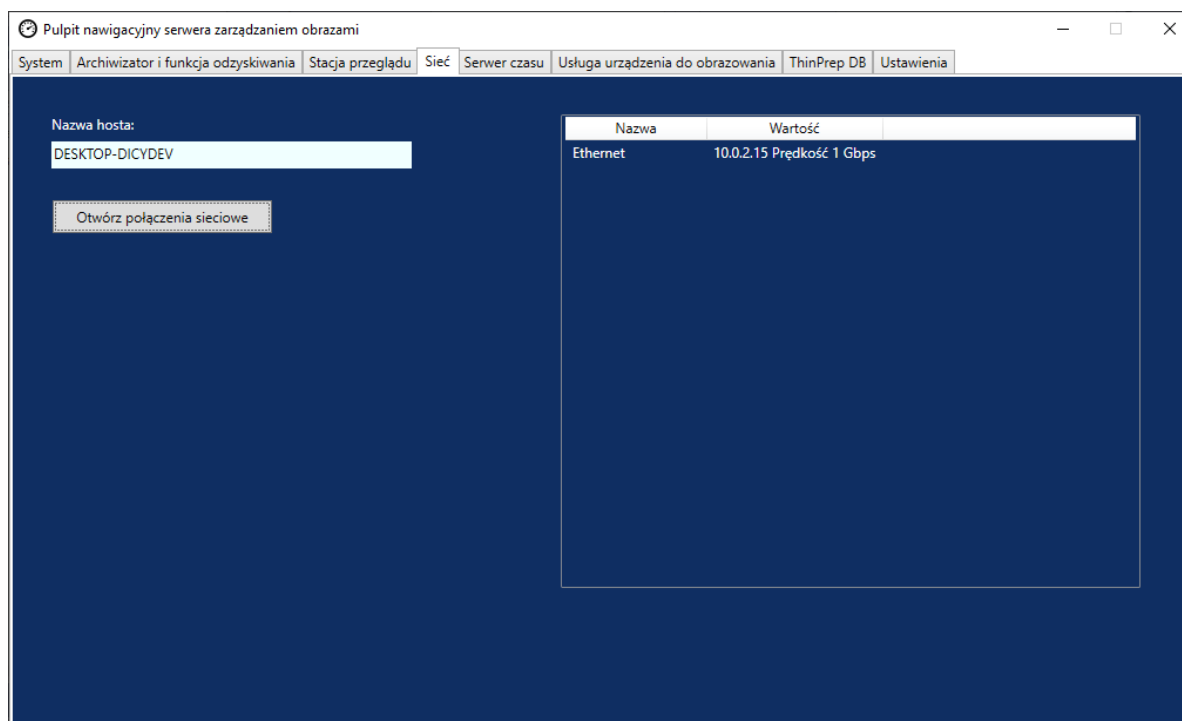 Pulpit nawigacyjny serwera zarządzaniem obrazami
System Archiwizator i funkcja odzyskiwania Stacja przeglądu Sieć Serwer czasu Usługa urządzenia do obrazowania ThinPrep DB Ustawienia
Nazwa hosta:
DESKTOP-DICYDEV
Otwórz połączenia sieciowe
Nazwa Wartość
Ethernet 10.0.2.15 Prędkość 1 Gbps